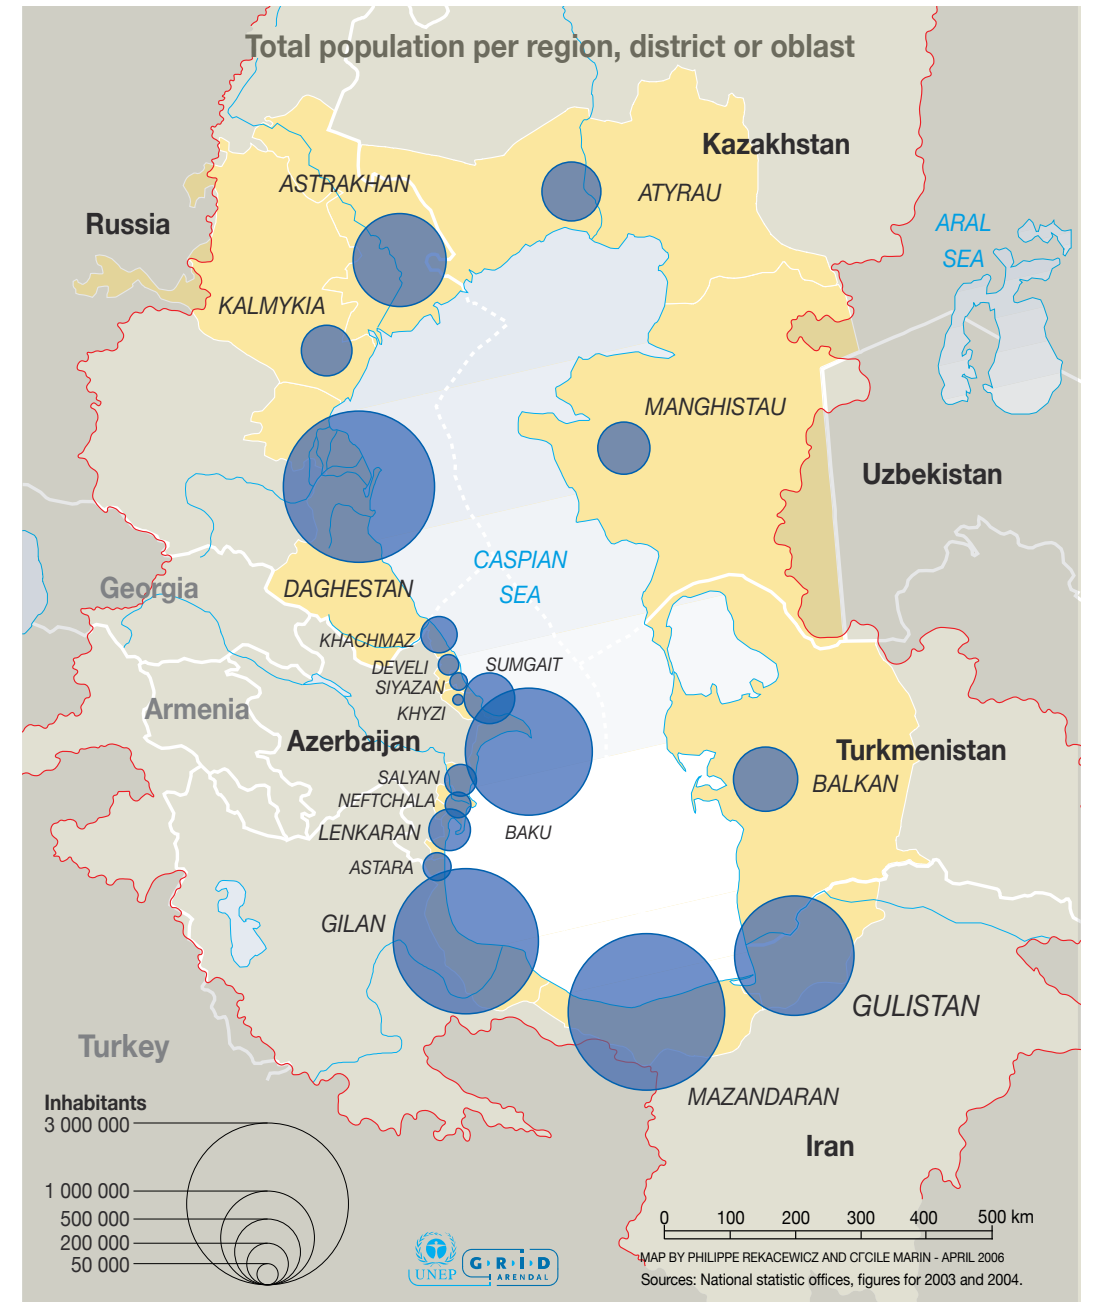 Total population per region, district or oblast
Kazakhstan
ASTRAKHAN
ATYRAU
Russia
ARAL
SEA
KALMYKIA
MANGHISTAU
Uzbekistan
CASPIAN
SEA
Georgia
DAGHESTAN
KHACHMAZ
DEVELI
SUMGAIT
SIYAZAN
KHYZI
Armenia
Azerbaijan
Turkmenistan
SALYAN
BALKAN
NEFTCHALA
LENKARAN
BAKU
ASTARA
GILAN
GULISTAN
Turkey
MAZANDARAN
Iran
Inhabitants
3 000 000
1 000 000
500 000
200 000
50 000
0 100 200 300 400 500 km
UNEP
G R I D
ARENDAL
MAP BY PHILIPPE REKACEWICZ AND CΓCILE MARIN - APRIL 2006
Sources: National statistic offices, figures for 2003 and 2004.